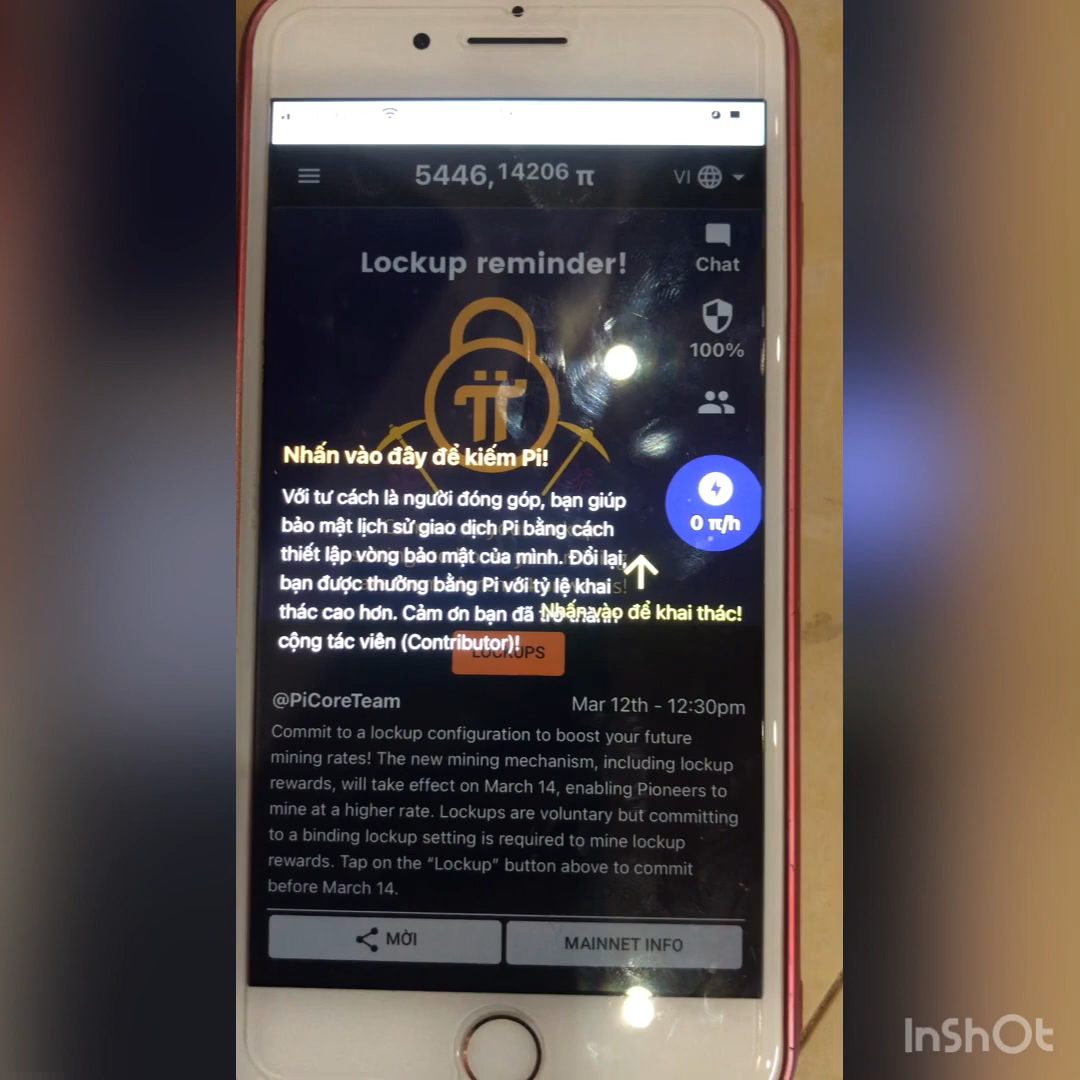 5446,14206 π
VI
Lockup reminder!
Chat
100%
Nhấn vào đây để kiếm Pi!
Với tư cách là người đóng góp, bạn giúp
bảo mật lịch sử giao dịch Pi bằng cách
thiết lập vòng bảo mật của mình. Đổi lại,
bạn được thưởng bằng Pi với tỷ lệ khai
thác cao hơn. Cảm ơn bạn đã trở thành
cộng tác viên (Contributor)!
0 π/h
Nhấn vào để khai thác!
LOCKUPS
@PiCoreTeam
Mar 12th - 12:30pm
Commit to a lockup configuration to boost your future
mining rates! The new mining mechanism, including lockup
rewards, will take effect on March 14, enabling Pioneers to
mine at a higher rate. Lockups are voluntary but committing
to a binding lockup setting is required to mine lockup
rewards. Tap on the “Lockup” button above to commit
before March 14.
MỜI
MAINNET INFO
InShOt